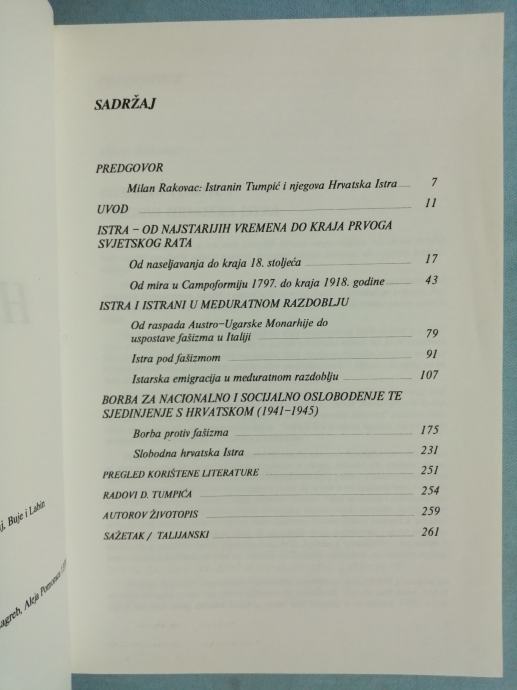 SADRŽAJ
PREDGOVOR
Milan Rakovac: Istranin Tumpić i njegova Hrvatska Istra 7
UVOD 11
ISTRA – OD NAJSTARIJIH VREMENA DO KRAJA PRVOGA
SVJETSKOG RATA
Od naseljavanja do kraja 18. stoljeća 17
Od mira u Campoformiju 1797. do kraja 1918. godine 43
ISTRA I ISTRANI U MEDURATNOM RAZDOBLJU
Od raspada Austro–Ugarske Monarhije do
uspostave fašizma u Italiji 79
Istra pod fašizmom 91
Istarska emigracija u meduratnom razdoblju 107
BORBA ZA NACIONALNO I SOCIJALNO OSLOBOĐENJE TE
SJEDINJENJE S HRVATSKOM (1941–1945)
Borba protiv fašizma 175
Slobodna hrvatska Istra 231
PREGLED KORIŠTENE LITERATURE 251
RADOVI D. TUMPIĆA 254
AUTOROV ŽIVOTOPIS 259
SAŽETAK / TALIJANSKI 261
H
Buje i Labin
Aleja Pomoraca